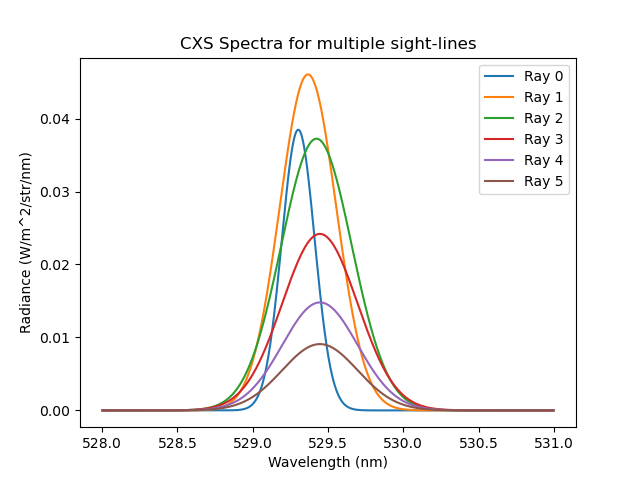 CXS Spectra for multiple sight-lines
Ray 0
Ray 1
Ray 2
Ray 3
Ray 4
Ray 5
0.04
0.03
0.02
0.01
0.00
Radiance (W/m^2/str/nm)
528.0 528.5 529.0 529.5 530.0 530.5 531.0
Wavelength (nm)